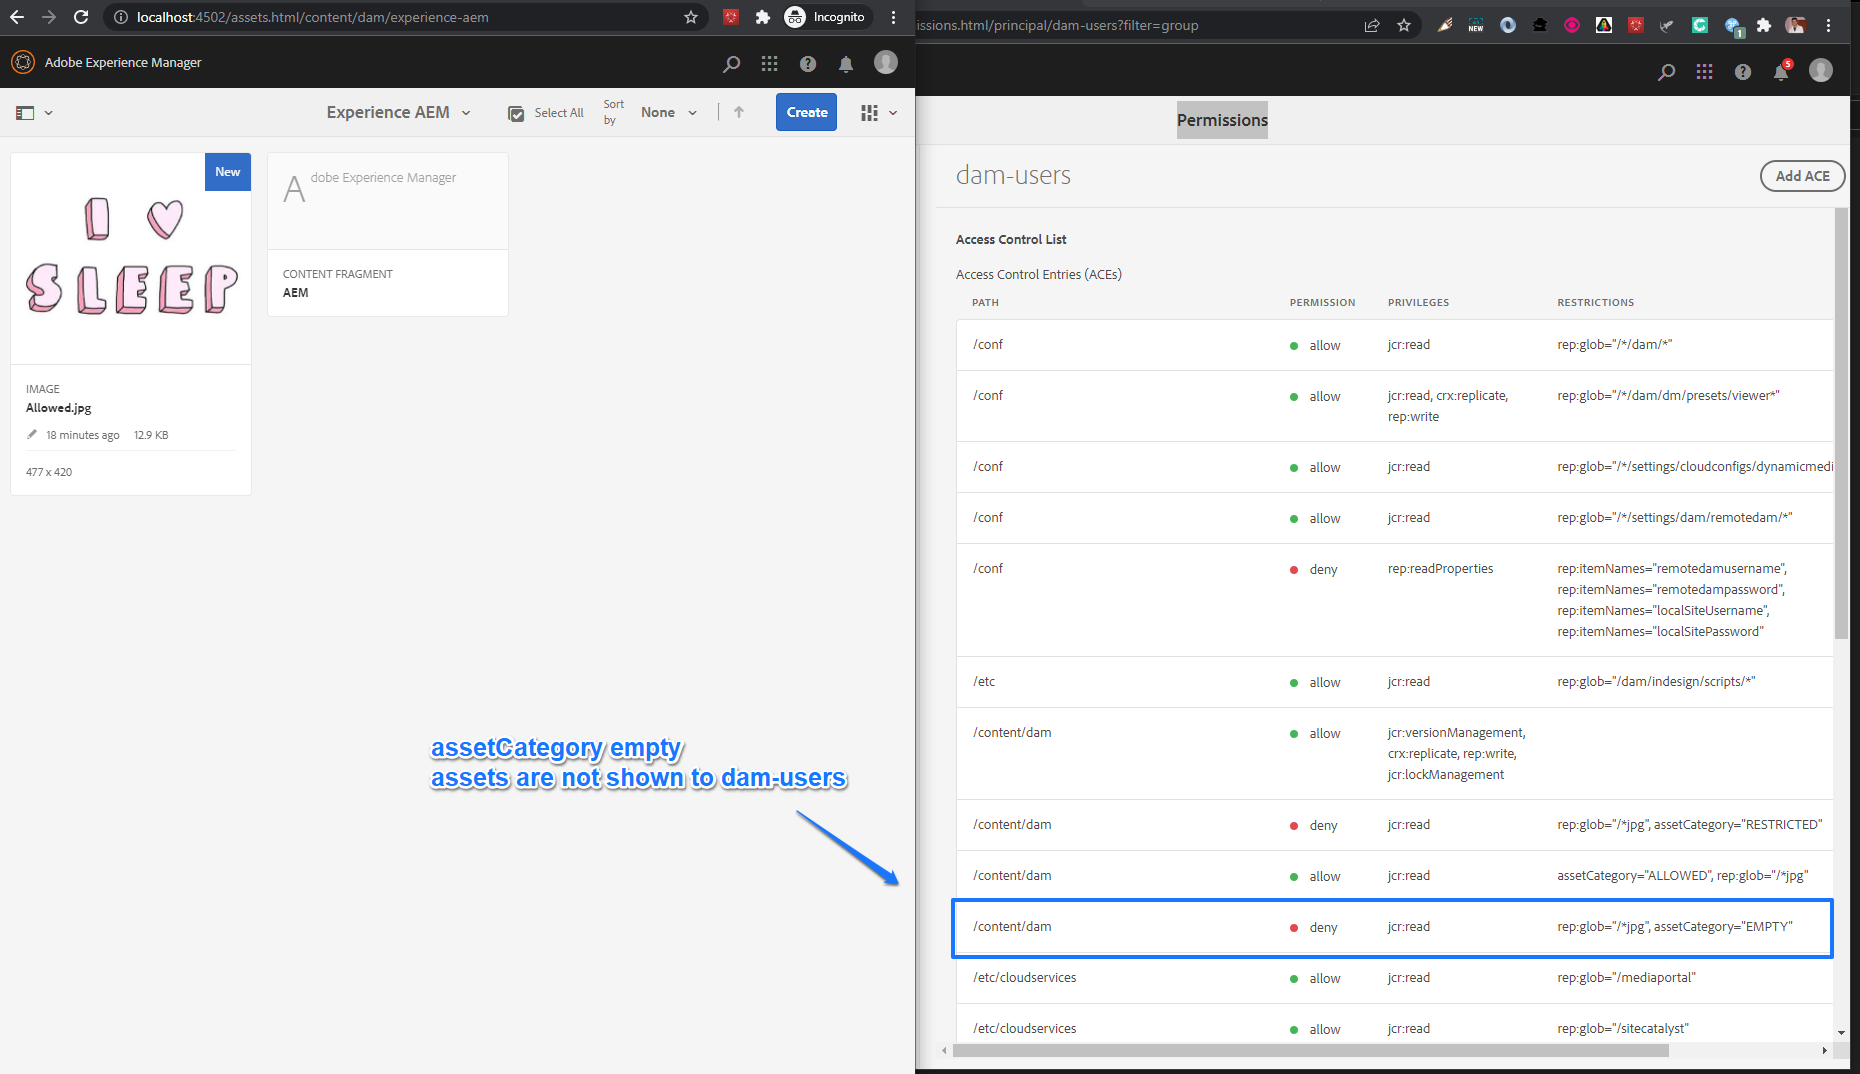 localhost:4502/assets.html/content/dam/experience-aem
Incognito
Adobe Experience Manager
Experience AEM
Select All
Sort by
None
Create
New
I
SLEEP
IMAGE
Allowed.jpg
18 minutes ago 12.9 KB
477 x 420
Adobe Experience Manager
CONTENT FRAGMENT
AEM
assetCategory empty
assets are not shown to dam-users
issions.html/principal/dam-users?filter=group
NEW
1
5
Permissions
dam-users
Add ACE
Access Control List
Access Control Entries (ACEs)
PATH PERMISSION PRIVILEGES RESTRICTIONS
/conf allow jcr:read rep:glob="/*/dam/*"
/conf allow jcr:read, crx:replicate, rep:glob="/*/dam/dm/presets/viewer*"
rep:write
/conf allow jcr:read rep:glob="/*/settings/cloudconfigs/dynamicmedi
/conf allow jcr:read rep:glob="/*/settings/dam/remotedam/*"
/conf deny rep:readProperties rep:itemNames="remotedamusername",
rep:itemNames="remotedampassword",
rep:itemNames="localSiteUsername",
rep:itemNames="localSitePassword"
/etc allow jcr:read rep:glob="/dam/indesign/scripts/*"
/content/dam allow jcr:versionManagement,
crx:replicate, rep:write,
jcr:lockManagement
/content/dam deny jcr:read rep:glob="/*jpg", assetCategory="RESTRICTED"
/content/dam allow jcr:read assetCategory="ALLOWED", rep:glob="/*jpg"
/content/dam deny jcr:read rep:glob="/*jpg", assetCategory="EMPTY"
/etc/cloudservices allow jcr:read rep:glob="/mediaportal"
/etc/cloudservices allow jcr:read rep:glob="/sitecatalyst"